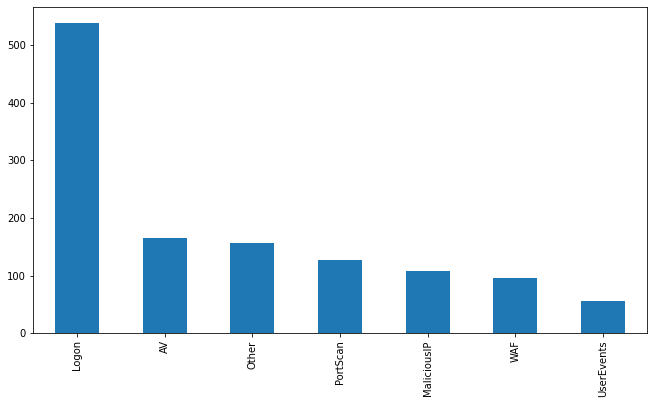 500
400
300
200
100
0
Logon
AV
Other
PortScan
MaliciousIP
WAF
UserEvents